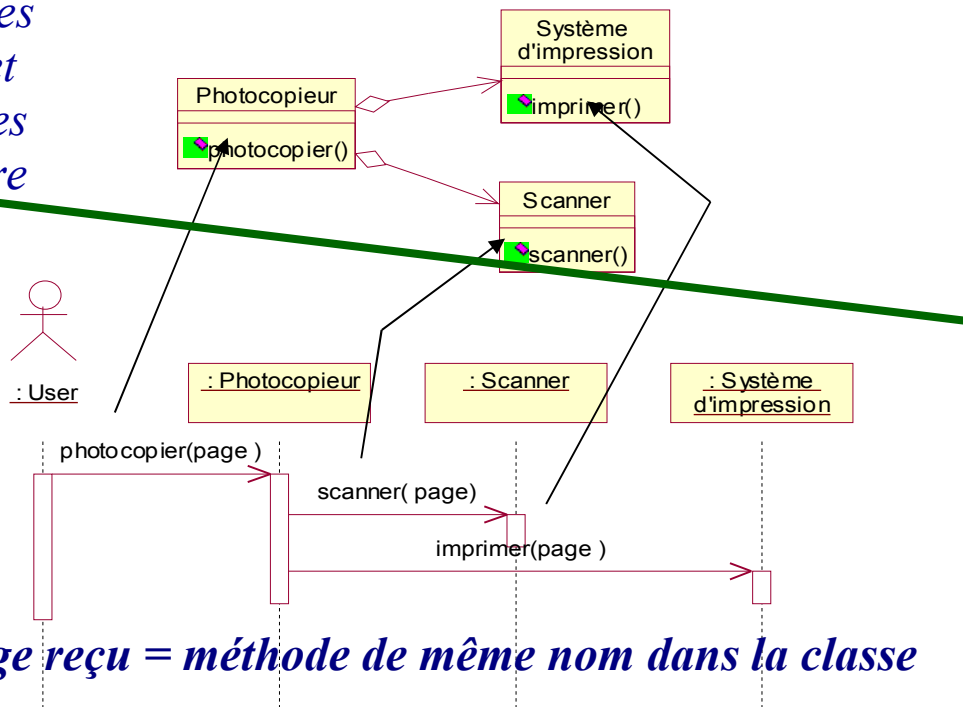 es
et
es
re
Système
d'impression
imprimer()
Photocopieur
photocopier()
Scanner
scanner()
: User
: Photocopieur
: Scanner
: Système
d'impression
photocopier(page )
scanner( page)
imprimer(page )
ge reçu = méthode de même nom dans la classe